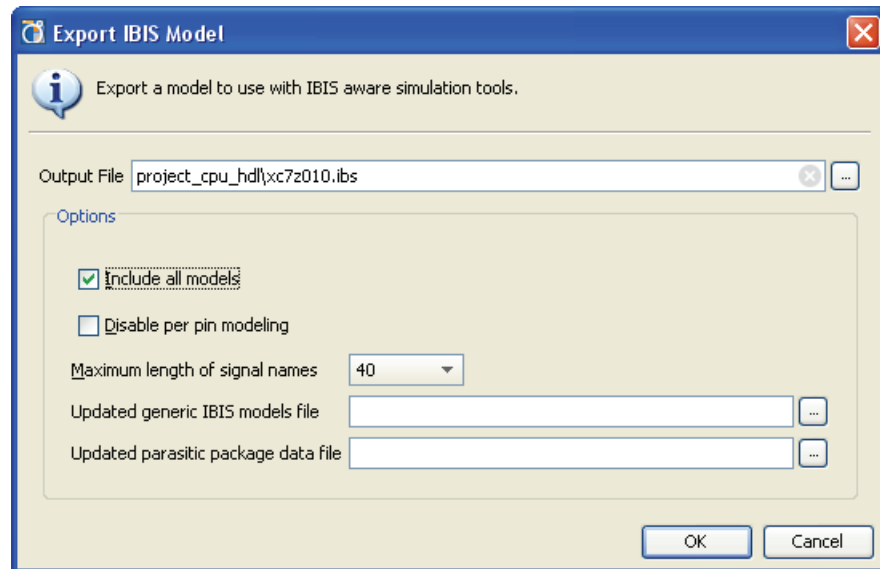 Export IBIS Model
Export a model to use with IBIS aware simulation tools.
Output File project_cpu_hdl\xc7z010.ibs ...
Options
Include all models
Disable per pin modeling
Maximum length of signal names 40
Updated generic IBIS models file ...
Updated parasitic package data file ...
OK Cancel